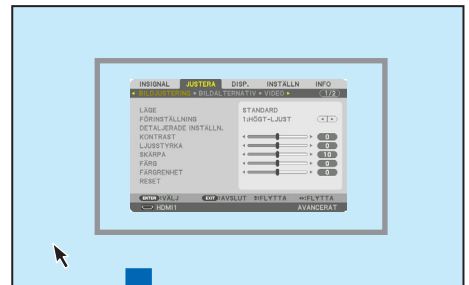 INSIGNAL JUSTERA DISP. INSTÄLLN INFO
BILDJUSTERING • BILDALTERNATIV • VIDEO (1/2)
LÄGE STANDARD
FÖRINSTÄLLNING 1:HÖGT-LJUST
DETALJERADE INSTÄLLN.
KONTRAST 0
LJUSSTYRKA 0
SKÄRPA 10
FÄRG 0
FÄRGRENHET 0
RESET
ENTER:VÄLJ EXIT:AVSLUT ↕:FLYTTA ↔:FLYTTA
HDMI1 AVANCERAT